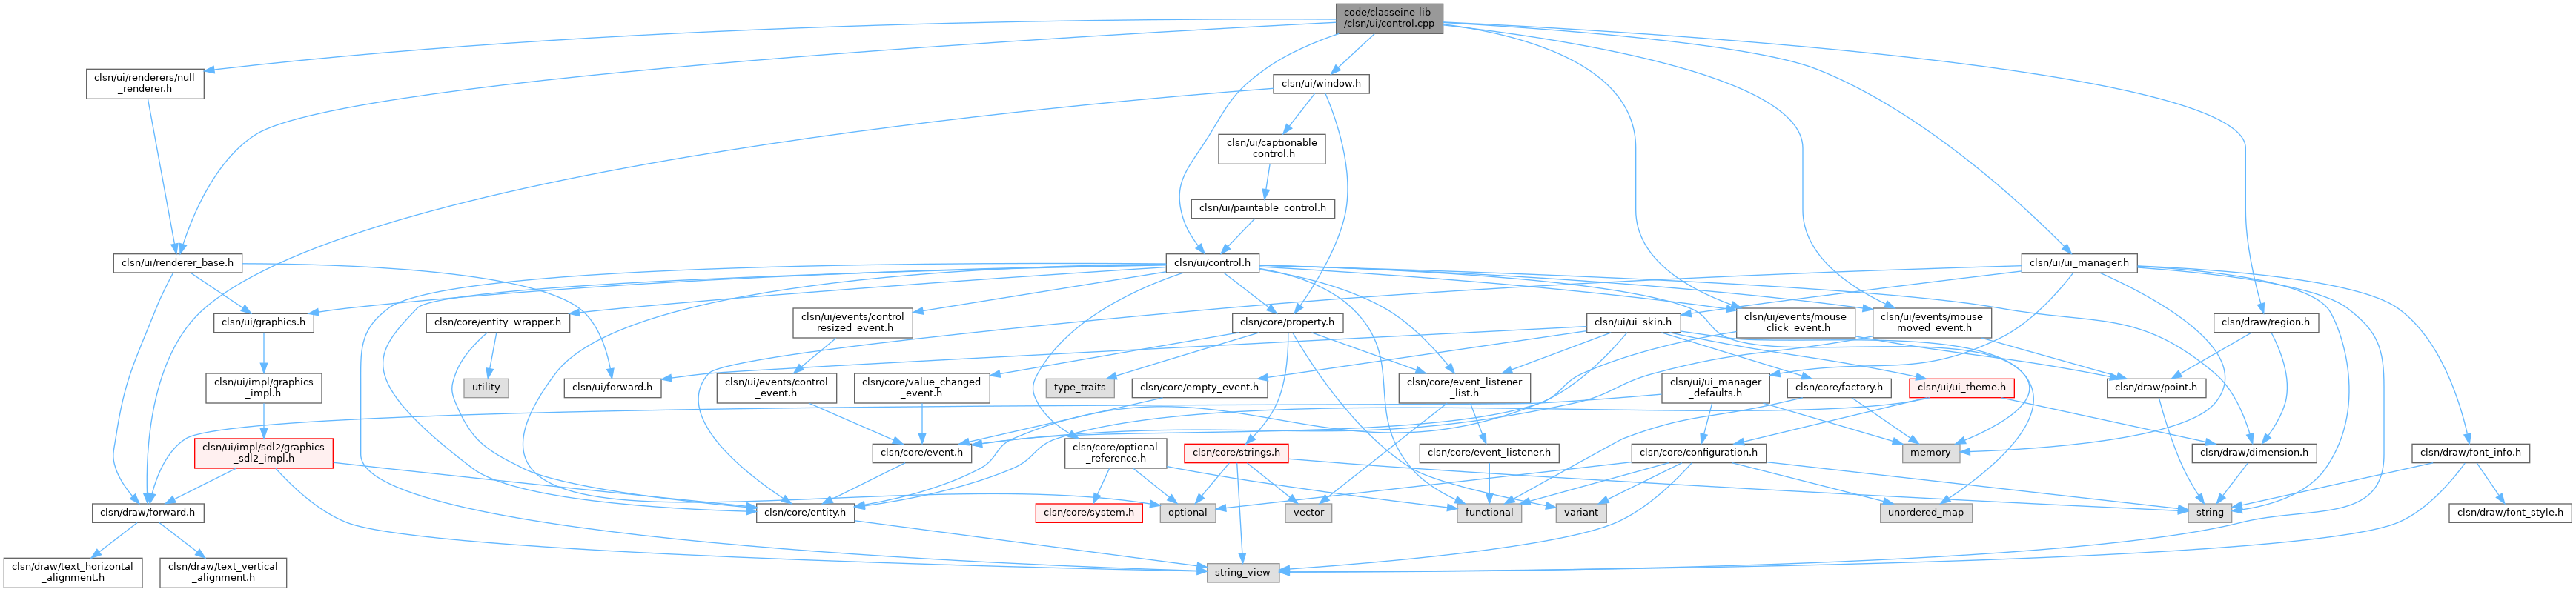 code/classeine-lib
/clsn/ui/control.cpp
clsn/ui/renderers/null
_renderer.h
clsn/ui/window.h
clsn/ui/captionable
_control.h
clsn/ui/paintable_control.h
clsn/ui/renderer_base.h
clsn/ui/control.h
clsn/ui/ui_manager.h
clsn/ui/graphics.h
clsn/core/entity_wrapper.h
clsn/ui/events/control
_resized_event.h
clsn/core/property.h
clsn/ui/ui_skin.h
clsn/ui/events/mouse
_click_event.h
clsn/ui/events/mouse
_moved_event.h
clsn/draw/region.h
clsn/ui/impl/graphics
_impl.h
utility
clsn/ui/forward.h
clsn/ui/events/control
_event.h
clsn/core/value_changed
_event.h
type_traits
clsn/core/empty_event.h
clsn/core/event_listener
_list.h
clsn/ui/ui_manager
_defaults.h
clsn/core/factory.h
clsn/ui/ui_theme.h
clsn/draw/point.h
clsn/ui/impl/sdl2/graphics
_sdl2_impl.h
clsn/core/event.h
clsn/core/optional
_reference.h
clsn/core/strings.h
clsn/core/event_listener.h
clsn/core/configuration.h
memory
clsn/draw/dimension.h
clsn/draw/font_info.h
clsn/draw/forward.h
clsn/core/entity.h
clsn/core/system.h
optional
vector
functional
variant
unordered_map
string
clsn/draw/font_style.h
clsn/draw/text_horizontal
_alignment.h
clsn/draw/text_vertical
_alignment.h
string_view